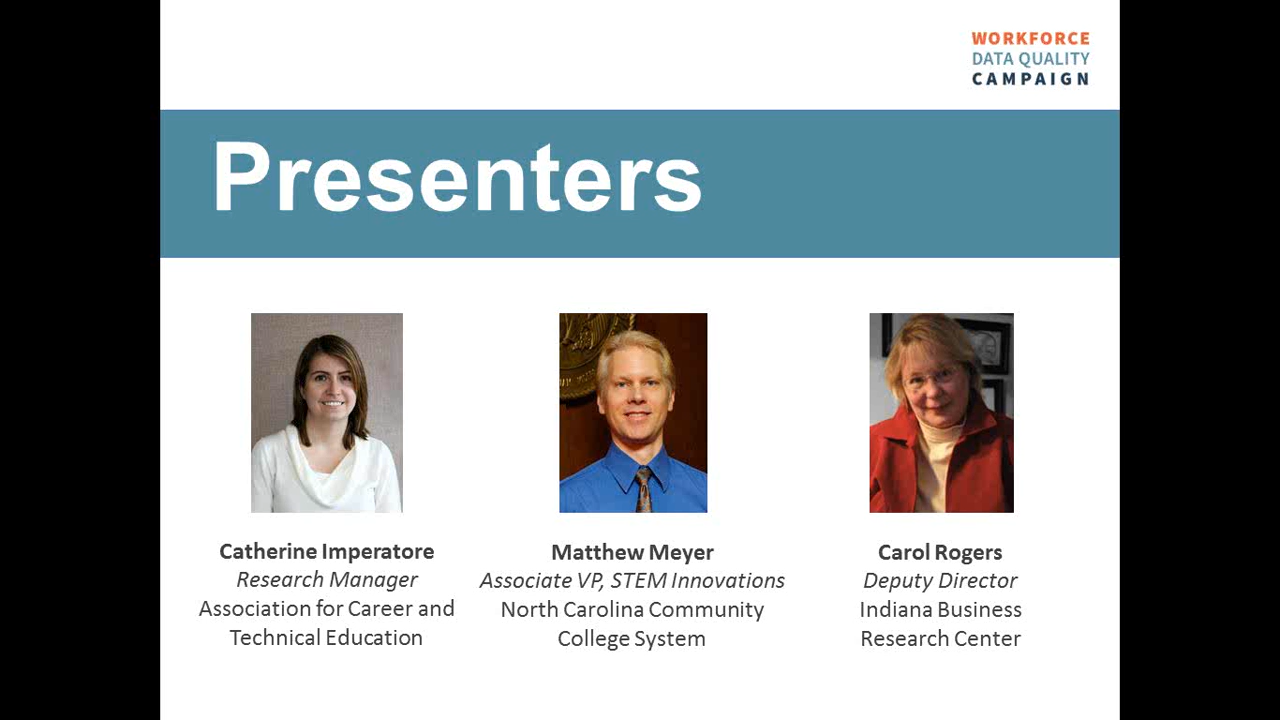 WORKFORCE
DATA QUALITY
CAMPAIGN
Presenters
Catherine Imperatore
Research Manager
Association for Career and
Technical Education
Matthew Meyer
Associate VP, STEM Innovations
North Carolina Community
College System
Carol Rogers
Deputy Director
Indiana Business
Research Center